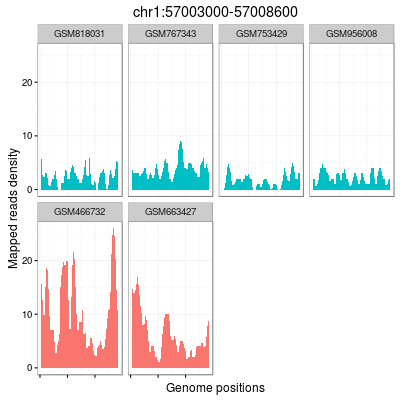 chr1:57003000-57008600
GSM818031 GSM767343 GSM753429 GSM956008
20
10
0
Mapped reads density
GSM466732 GSM663427
20
10
0
Genome positions